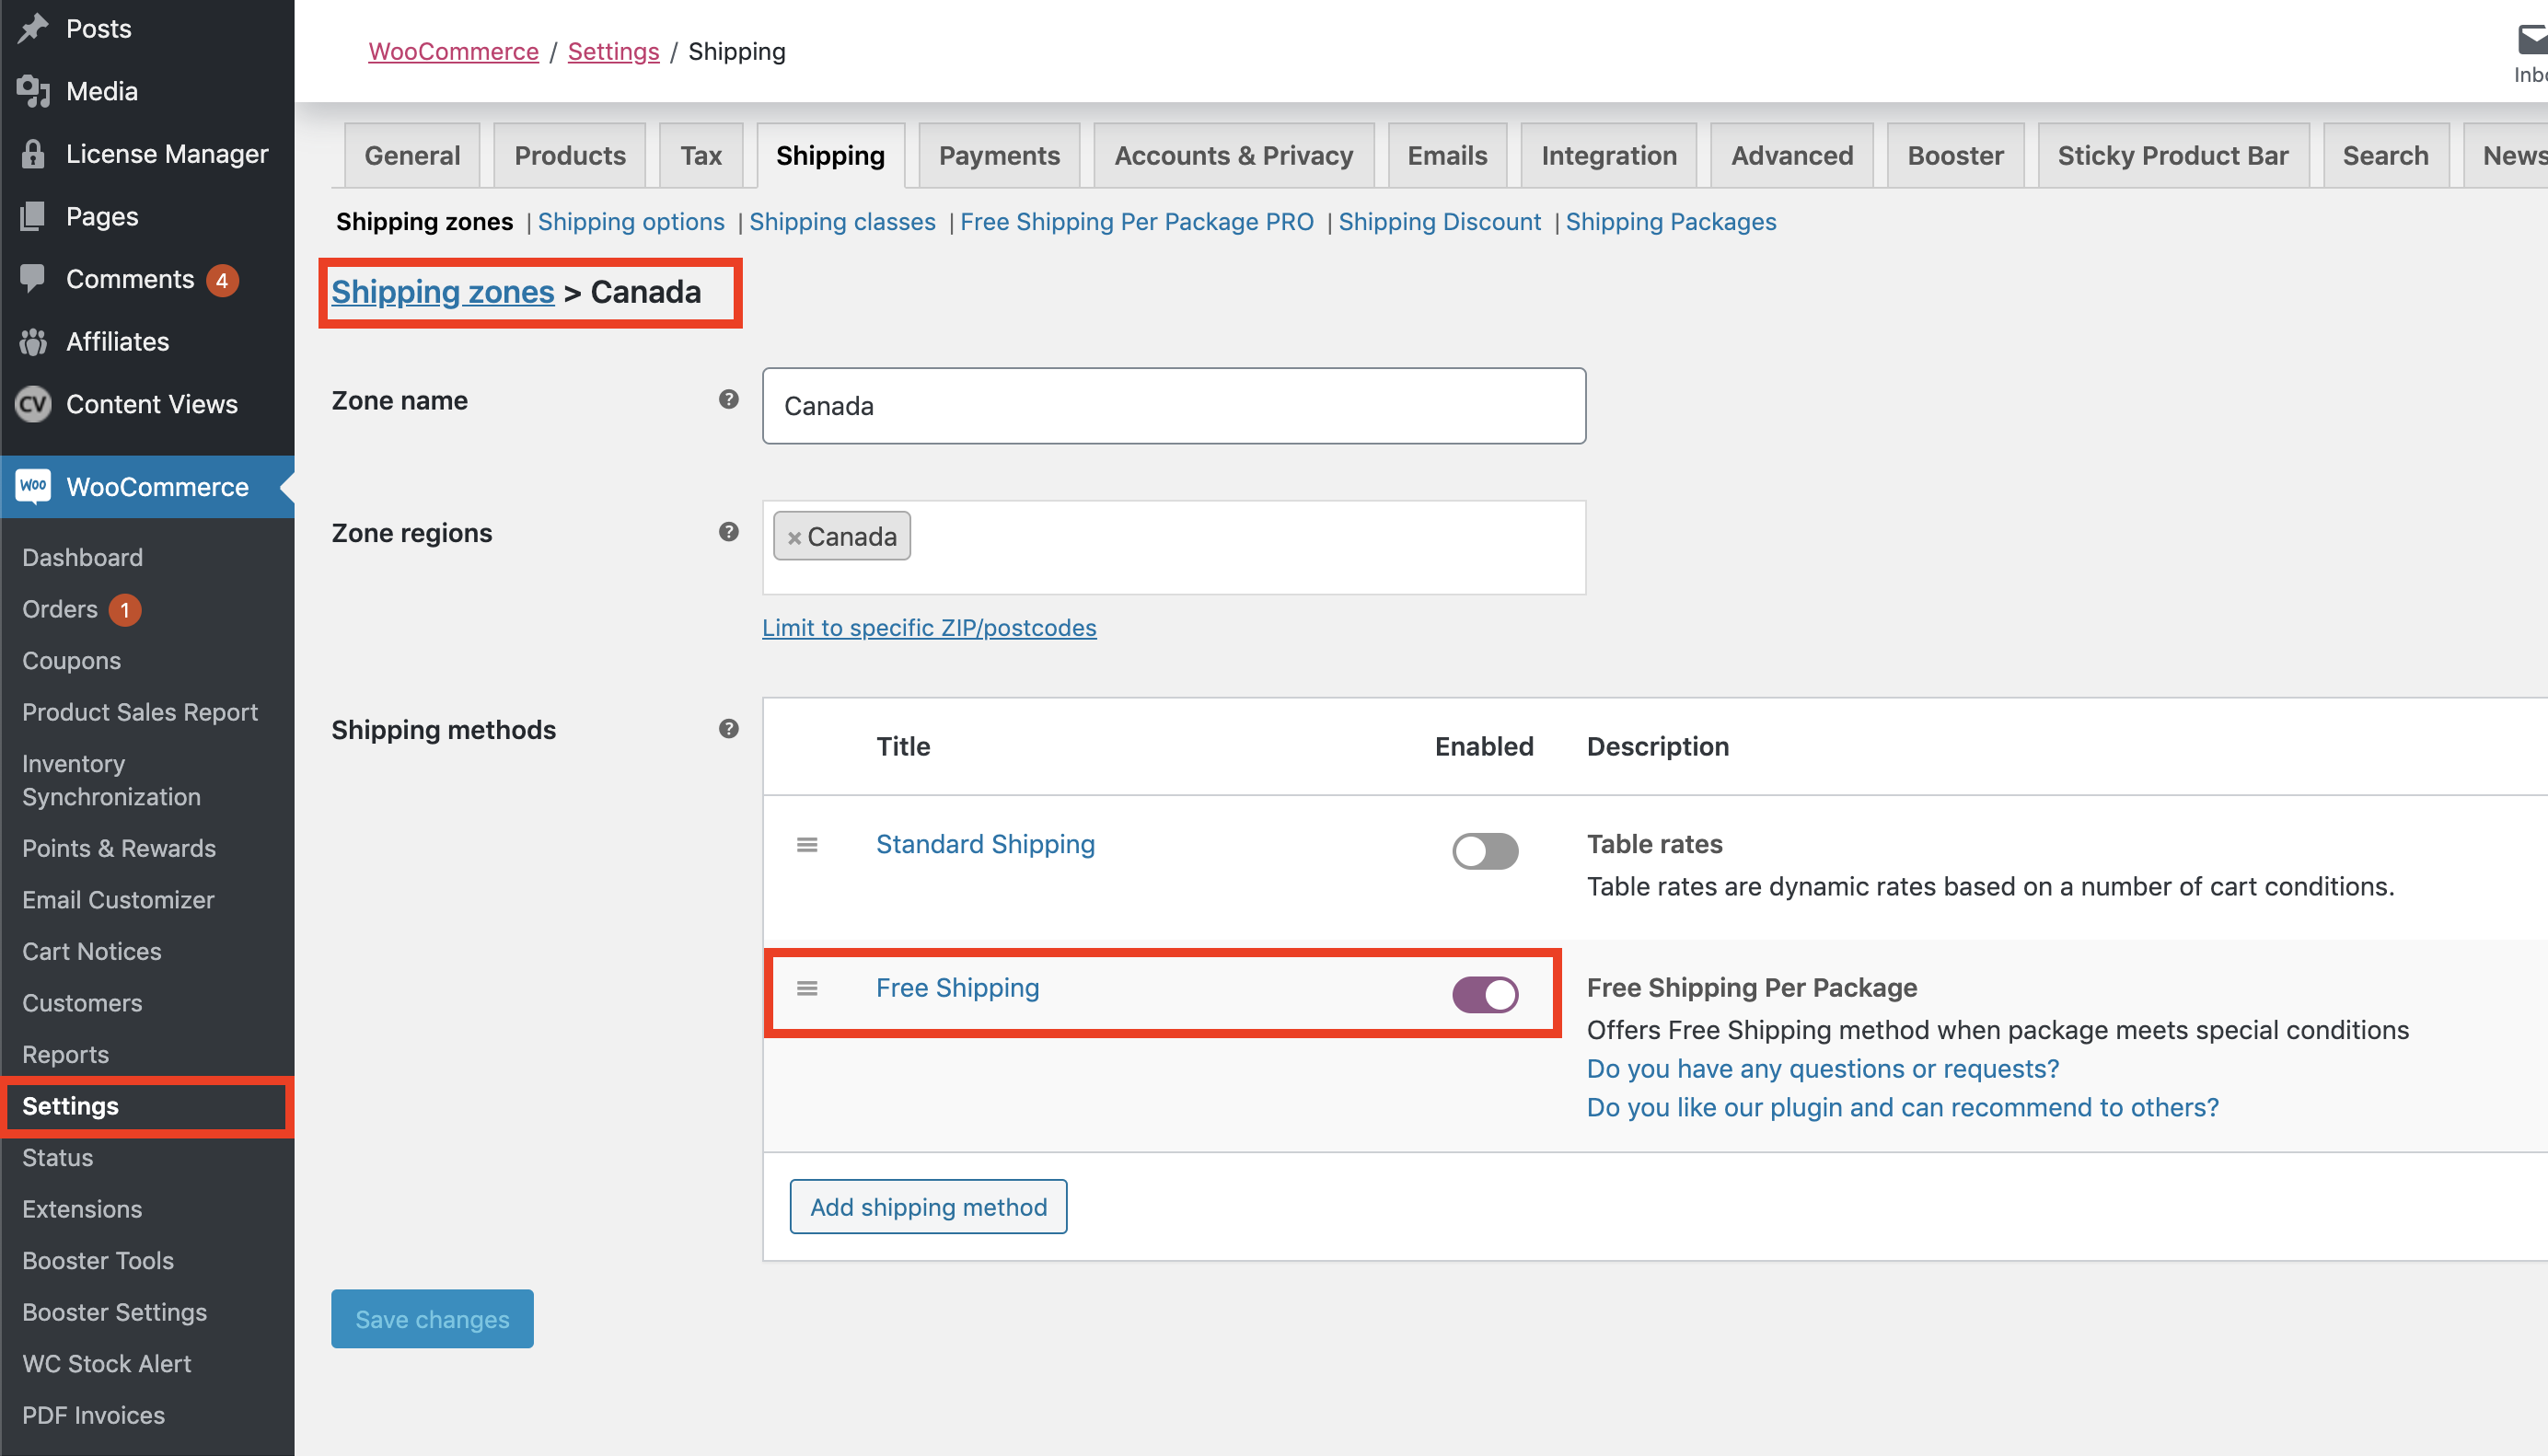 Posts
Media
License Manager
Pages
Comments 4
Affiliates
CV Content Views
Woo WooCommerce
Dashboard
Orders 1
Coupons
Product Sales Report
Inventory
Synchronization
Points & Rewards
Email Customizer
Cart Notices
Customers
Reports
Settings
Status
Extensions
Booster Tools
Booster Settings
WC Stock Alert
PDF Invoices
WooCommerce / Settings / Shipping
Inbo
General Products Tax Shipping Payments Accounts & Privacy Emails Integration Advanced Booster Sticky Product Bar Search News
Shipping zones | Shipping options | Shipping classes | Free Shipping Per Package PRO | Shipping Discount | Shipping Packages
Shipping zones > Canada
Zone name ? Canada
Zone regions ? × Canada
Limit to specific ZIP/postcodes
Shipping methods ?
Title Enabled Description
Standard Shipping Table rates
Table rates are dynamic rates based on a number of cart conditions.
Free Shipping Free Shipping Per Package
Offers Free Shipping method when package meets special conditions
Do you have any questions or requests?
Do you like our plugin and can recommend to others?
Add shipping method
Save changes